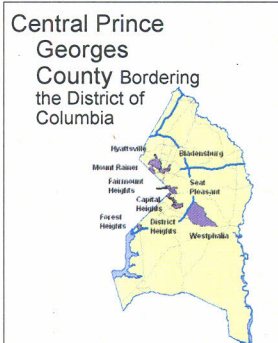 Central Prince
Georges
County Bordering
the District of
Columbia
Hyattsville
Bladensburg
Mount Rainer
Fairmount
Heights
Seat
Pleasant
Capital
Heights
Forest
Heights
District
Heights
Westphalia